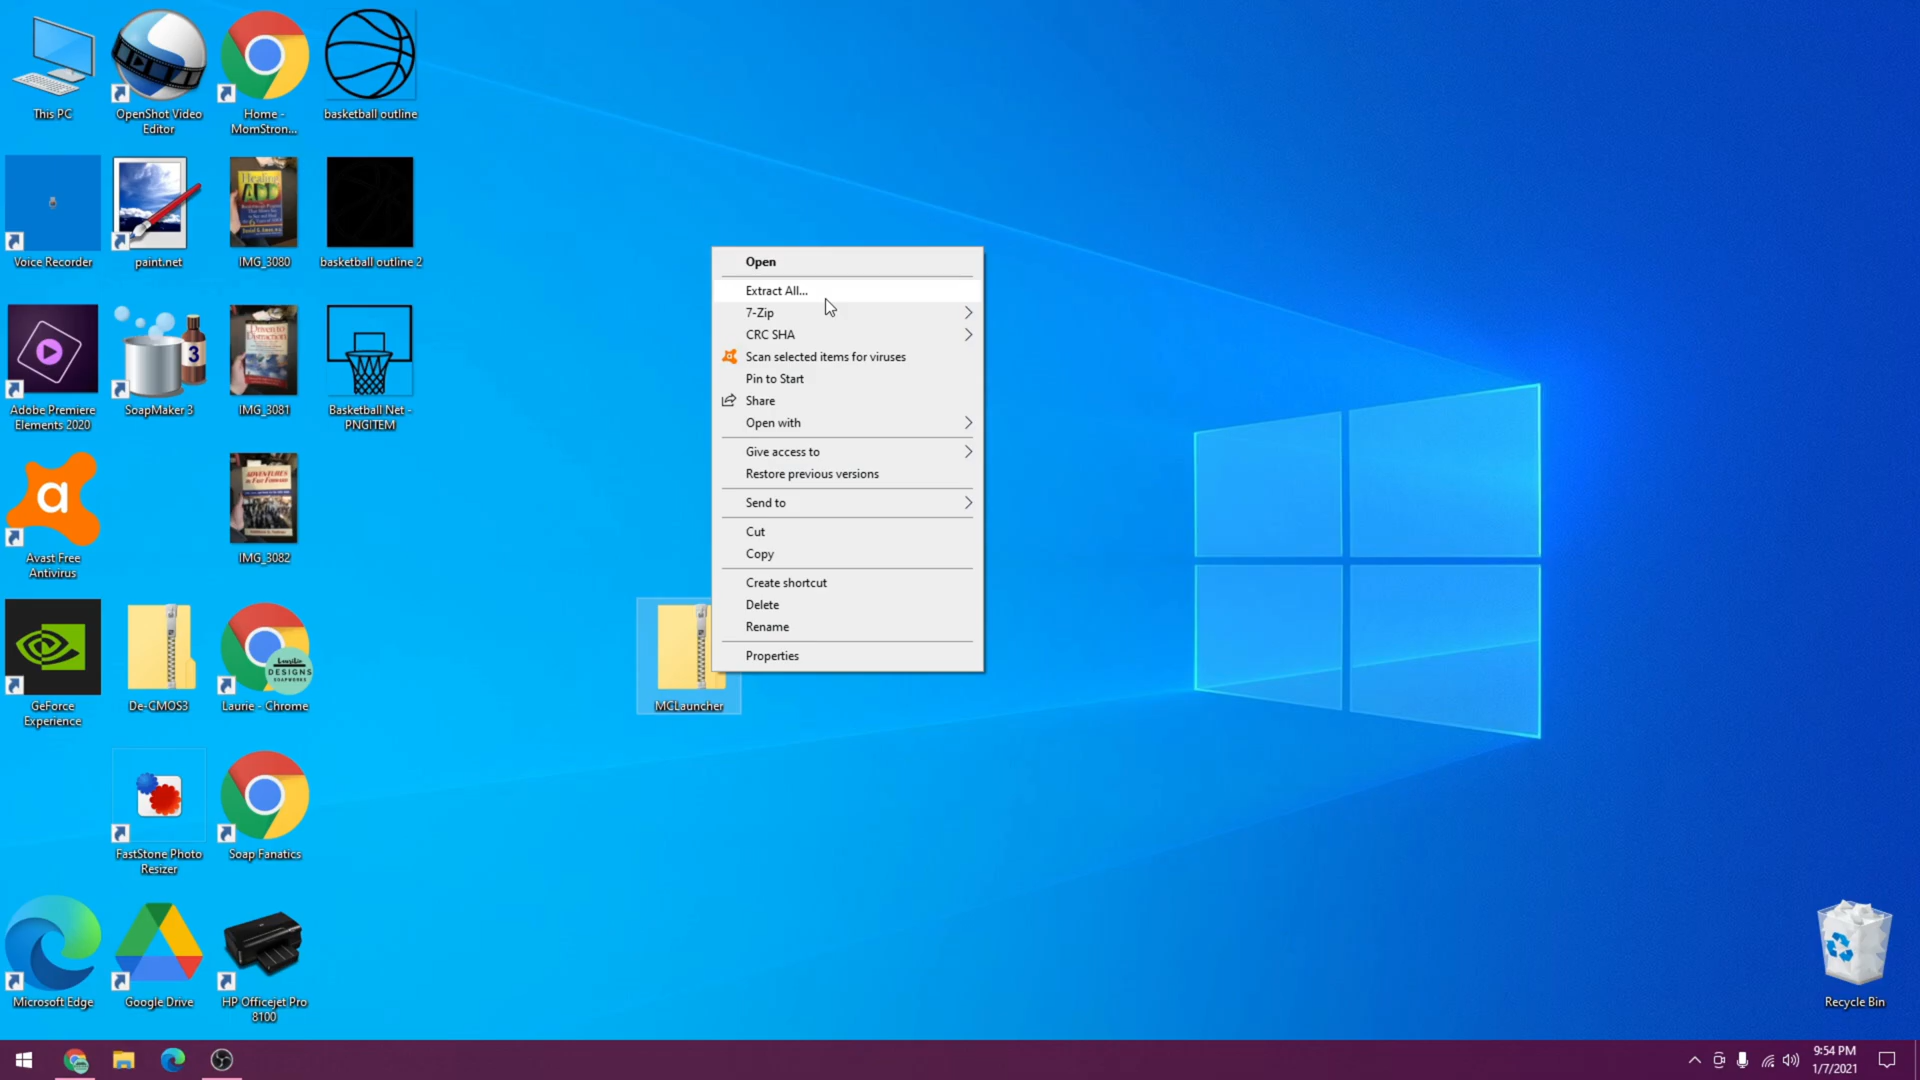 This PC
OpenShot Video
Editor
Home -
MomStron...
basketball outline
Voice Recorder
paint.net
IMG_3080
basketball outline 2
Adobe Premiere
Elements 2020
SoapMaker 3
IMG_3081
Basketball Net -
PNGITEM
Avast Free
Antivirus
IMG_3082
GeForce
Experience
De-CMOS3
Laurie - Chrome
DESIGNS
FastStone Photo
Resizer
Soap Fanatics
Microsoft Edge
Google Drive
HP Officejet Pro
8100
MCLauncher
Open
Extract All...
7-Zip
CRC SHA
Scan selected items for viruses
Pin to Start
Share
Open with
Give access to
Restore previous versions
Send to
Cut
Copy
Create shortcut
Delete
Rename
Properties
Recycle Bin
9:54 PM
1/7/2021